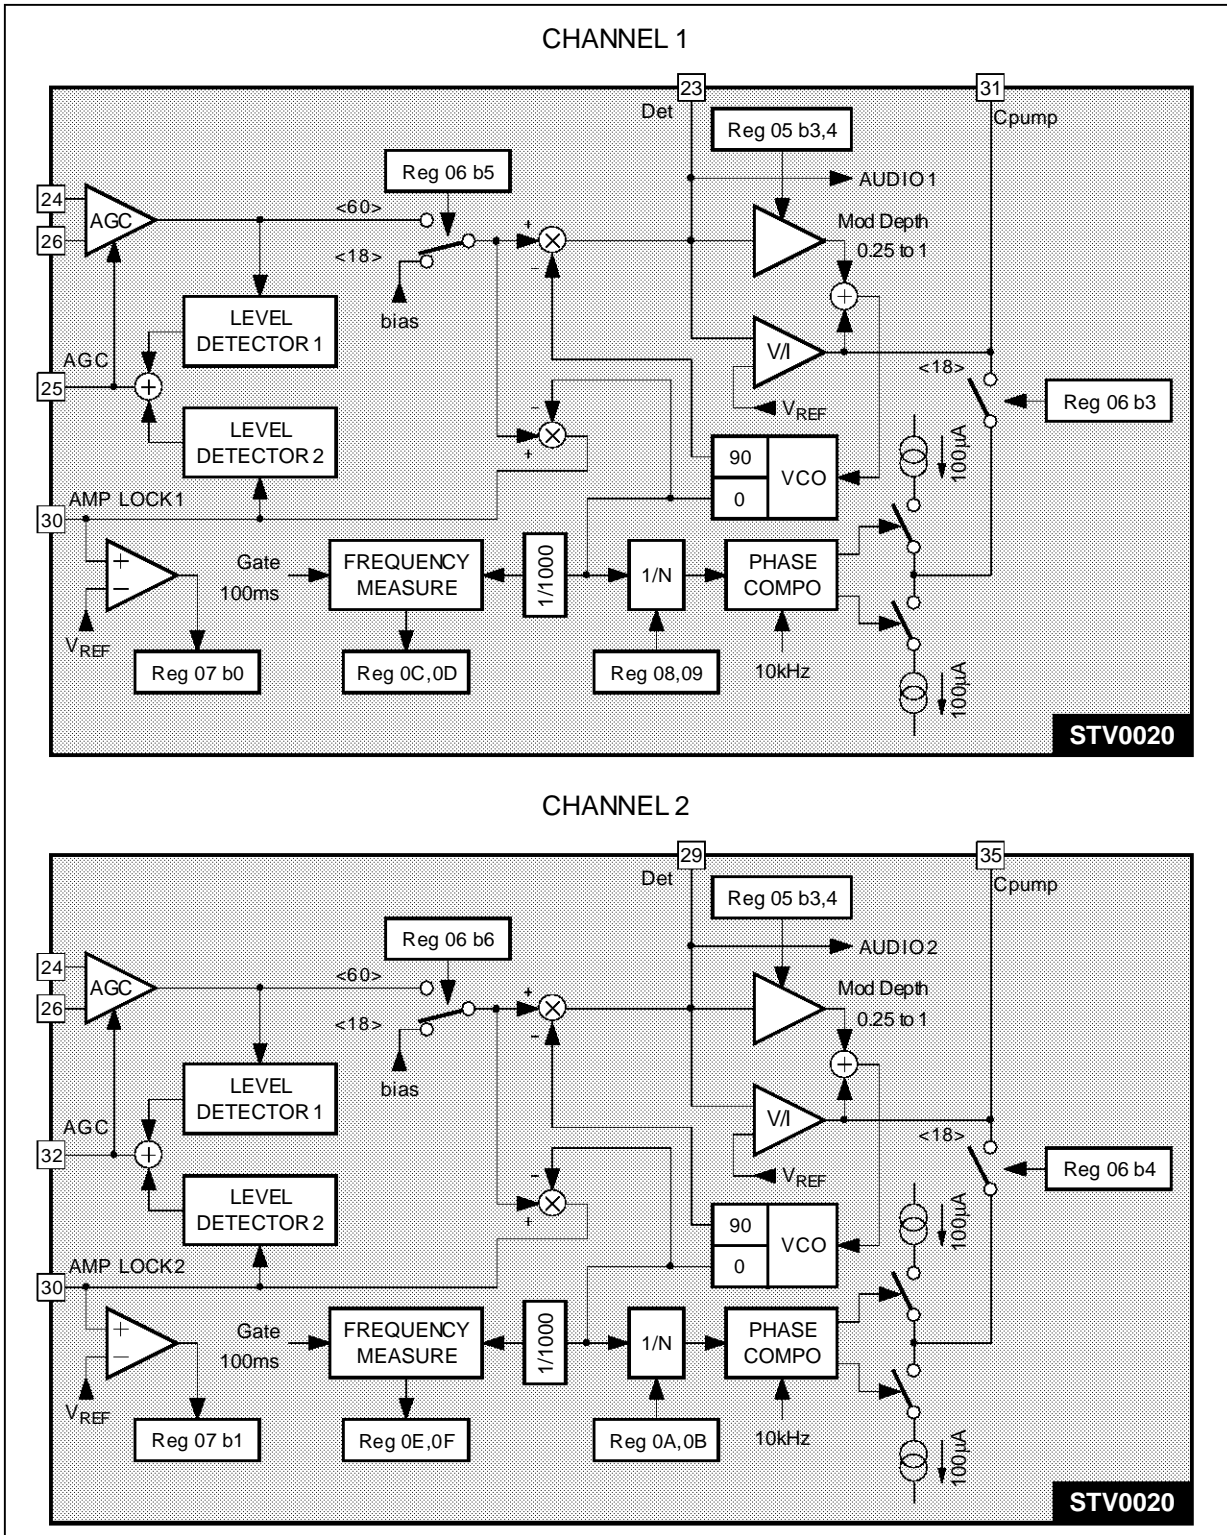 CHANNEL 1
23
31
Det
Cpump
Reg 05 b3,4
Reg 06 b5
AUDIO 1
24
AGC
<60>
+
Mod Depth
26
0.25 to 1
<18>
−
+
bias
LEVEL
DETECTOR 1
V/I
AGC
<18>
25
+
VREF
Reg 06 b3
−
LEVEL
DETECTOR 2
+
100µA
90
VCO
0
AMP LOCK1
30
+
−
Gate
100ms
FREQUENCY
MEASURE
1/1000
1/N
PHASE
COMPO
VREF
Reg 07 b0
Reg 0C,0D
Reg 08,09
10kHz
100µA
STV0020
CHANNEL 2
29
35
Det
Cpump
Reg 05 b3,4
Reg 06 b6
AUDIO 2
24
AGC
<60>
+
Mod Depth
26
0.25 to 1
<18>
−
+
bias
LEVEL
DETECTOR 1
V/I
AGC
<18>
32
+
VREF
Reg 06 b4
−
LEVEL
DETECTOR 2
+
100µA
90
VCO
0
AMP LOCK2
30
+
−
Gate
100ms
FREQUENCY
MEASURE
1/1000
1/N
PHASE
COMPO
VREF
Reg 07 b1
Reg 0E,0F
Reg 0A,0B
10kHz
100µA
STV0020